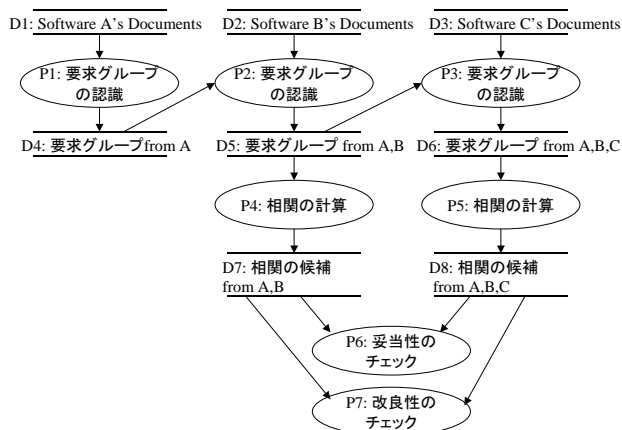 D1: Software A's Documents
D2: Software B's Documents
D3: Software C's Documents
P1: 要求グループ
の認識
P2: 要求グループ
の認識
P3: 要求グループ
の認識
D4: 要求グループfrom A
D5: 要求グループ from A,B
D6: 要求グループ from A,B,C
P4: 相関の計算
P5: 相関の計算
D7: 相関の候補
from A,B
D8: 相関の候補
from A,B,C
P6: 妥当性の
チェック
P7: 改良性の
チェック